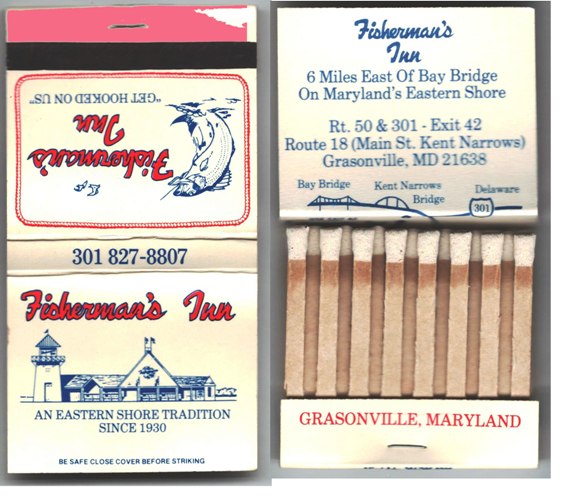 "GET HOOKED ON US"
Fisherman's
Inn
301 827-8807
Fisherman's Inn
AN EASTERN SHORE TRADITION
SINCE 1930
BE SAFE CLOSE COVER BEFORE STRIKING
Fisherman's
Inn
6 Miles East Of Bay Bridge
On Maryland's Eastern Shore
Rt. 50 & 301 - Exit 42
Route 18 (Main St. Kent Narrows)
Grasonville, MD 21638
Bay Bridge
Kent Narrows
Bridge
Delaware
301
GRASONVILLE, MARYLAND